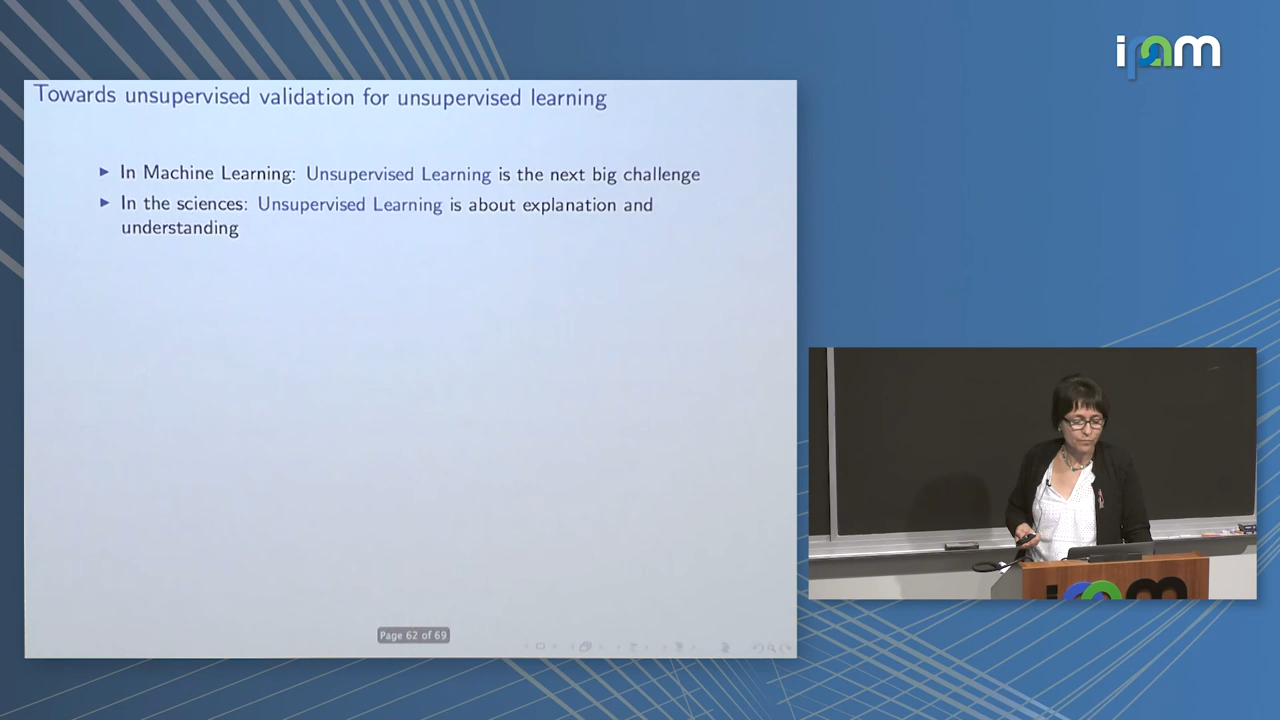 ipam
Towards unsupervised validation for unsupervised learning
In Machine Learning: Unsupervised Learning is the next big challenge
In the sciences: Unsupervised Learning is about explanation and
understanding
Page 62 of 69
ipam